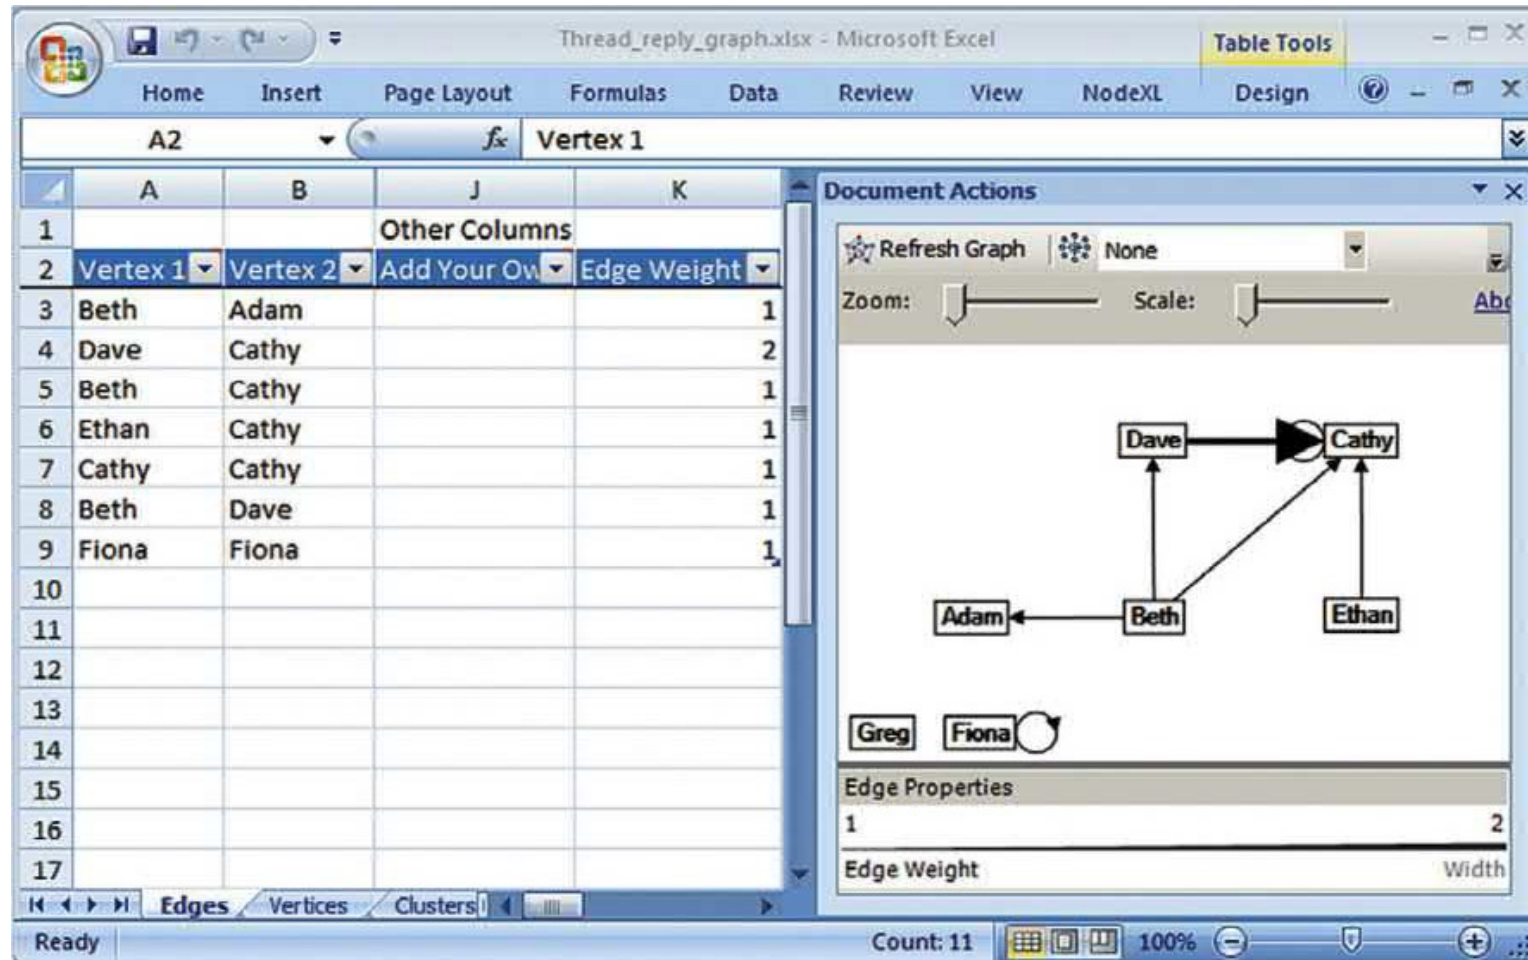 Thread_reply_graph.xlsx - Microsoft Excel
Table Tools
Home Insert Page Layout Formulas Data Review View NodeXL Design
A2 fx Vertex 1
A B J K
1 Other Columns
2 Vertex 1 Vertex 2 Add Your Ow Edge Weight
3 Beth Adam 1
4 Dave Cathy 2
5 Beth Cathy 1
6 Ethan Cathy 1
7 Cathy Cathy 1
8 Beth Dave 1
9 Fiona Fiona 1
10
11
12
13
14
15
16
17
Edges Vertices Clusters
Document Actions
Refresh Graph None
Zoom: Scale: Abo
Dave Cathy
Adam Beth Ethan
Greg Fiona
Edge Properties
1 2
Edge Weight Width
Ready Count: 11 100%